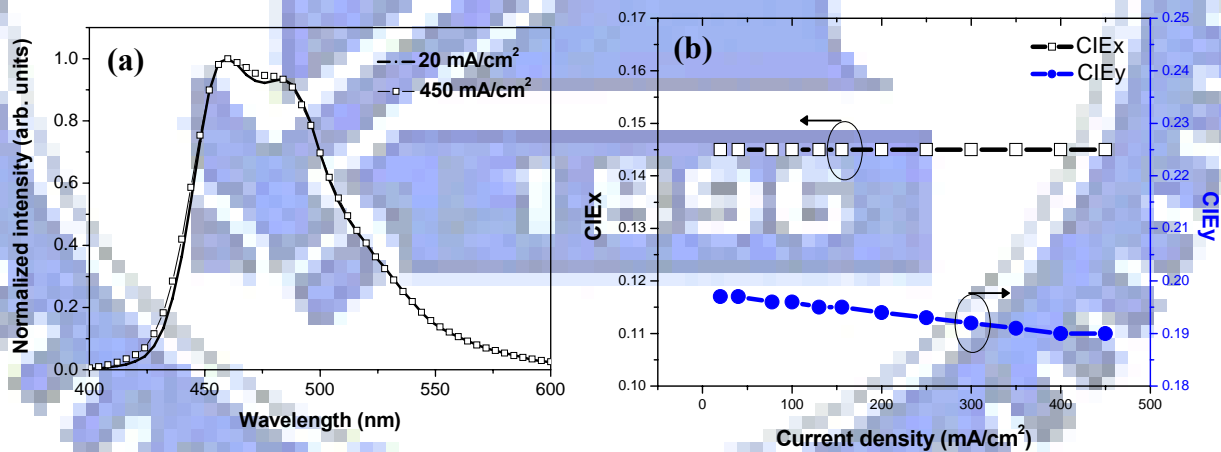 (a)
20 mA/cm²
450 mA/cm²
Normalized intensity (arb. units)
1.0
0.8
0.6
0.4
0.2
0.0
400 450 500 550 600
Wavelength (nm)
(b)
CIEx
CIEy
CIEx
0.17
0.16
0.15
0.14
0.13
0.12
0.11
0.10
0 100 200 300 400 500
Current density (mA/cm²)
0.25
0.24
0.23
0.22
0.21
0.20
0.19
0.18
CIEy